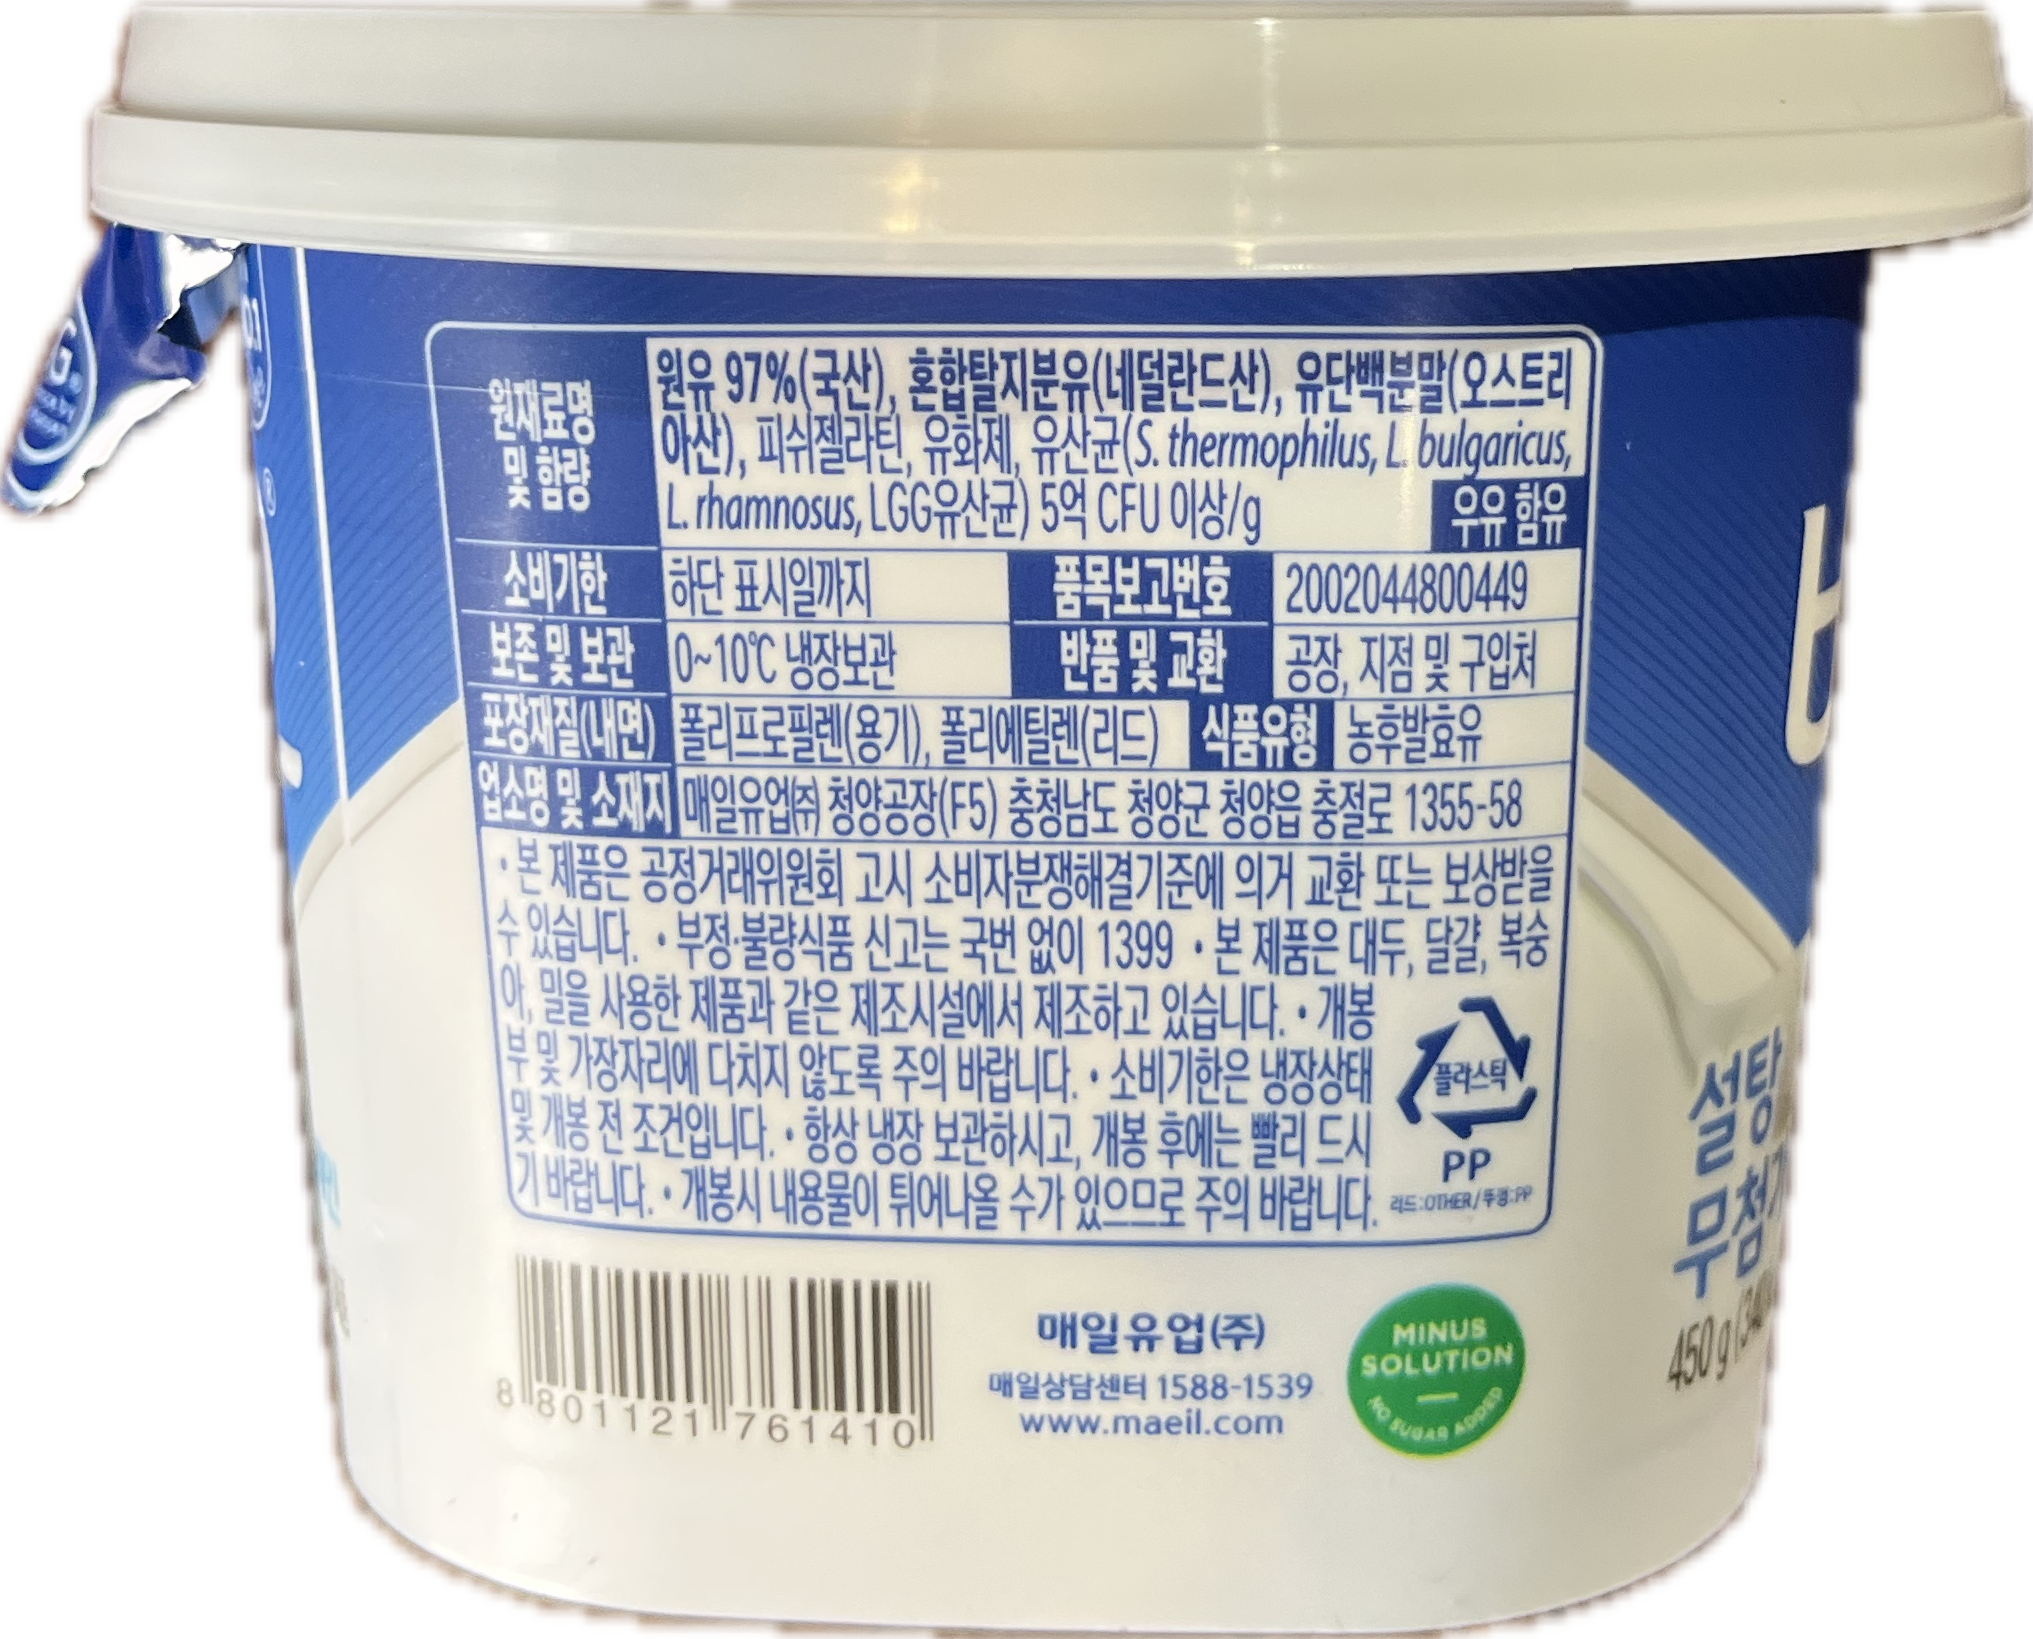 원재료명
및 함량
원유 97%(국산), 혼합탈지분유(네덜란드산), 유단백분말(오스트리
아산), 피쉬젤라틴, 유화제, 유산균(S. thermophilus, L. bulgaricus,
L. rhamnosus, LGG유산균) 5억 CFU 이상/g
우유 함유
소비기한 하단 표시일까지 품목보고번호 2002044800449
보존 및 보관 0~10℃ 냉장보관 반품 및 교환 공장, 지점 및 구입처
포장재질(내면) 폴리프로필렌(용기), 폴리에틸렌(리드) 식품유형 농후발효유
업소명 및 소재지 매일유업㈜ 청양공장(F5) 충청남도 청양군 청양읍 충절로 1355-58
• 본 제품은 공정거래위원회 고시 소비자분쟁해결기준에 의거 교환 또는 보상받을
수 있습니다. • 부정·불량식품 신고는 국번 없이 1399 • 본 제품은 대두, 달걀, 복숭
아, 밀을 사용한 제품과 같은 제조시설에서 제조하고 있습니다. • 개봉
부 및 가장자리에 다치지 않도록 주의 바랍니다. • 소비기한은 냉장상태
및 개봉 전 조건입니다. • 항상 냉장 보관하시고, 개봉 후에는 빨리 드시
기 바랍니다. • 개봉시 내용물이 튀어나올 수가 있으므로 주의 바랍니다.
플라스틱
PP
리드:OTHER/뚜껑:PP
8 801121 761410
매일유업(주)
매일상담센터 1588-1539
www.maeil.com
MINUS
SOLUTION
NO SUGAR ADDED
설탕
무첨가
450 g